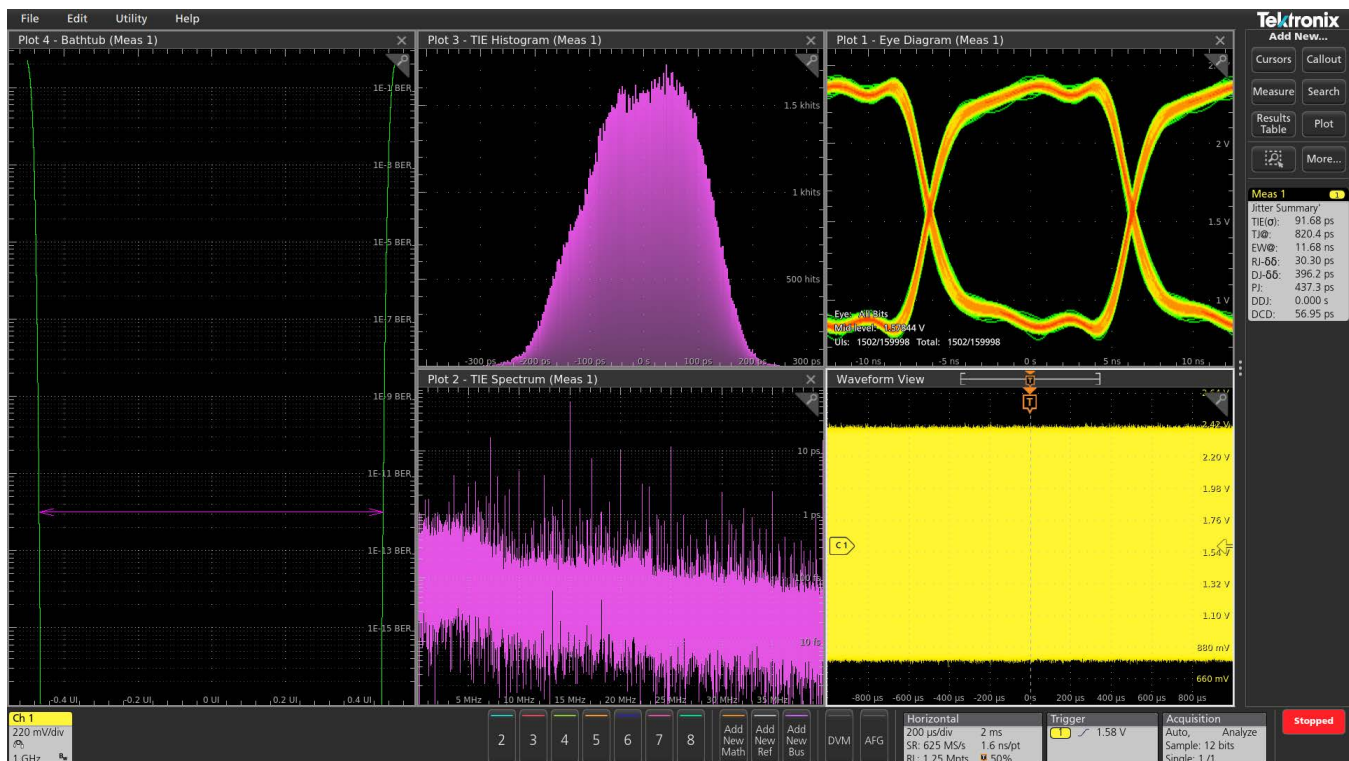 File Edit Utility Help
Tektronix
Plot 4 - Bathtub (Meas 1)
1E-1 BER
1E-3 BER
1E-5 BER
1E-7 BER
1E-9 BER
1E-11 BER
1E-13 BER
1E-15 BER
-0.4 UI -0.2 UI 0 UI 0.2 UI 0.4 UI
Plot 3 - TIE Histogram (Meas 1)
1.5 khits
1 khits
500 hits
-300 ps -200 ps -100 ps 0 s 100 ps 200 ps 300 ps
Plot 1 - Eye Diagram (Meas 1)
2 V
1.5 V
1 V
Eye: All Bits
Mid level: 1.57844 V
UIs: 1502/159998 Total: 1502/159998
-10 ns -5 ns 0 s 5 ns 10 ns
Plot 2 - TIE Spectrum (Meas 1)
10 ps
1 ps
100 fs
10 fs
5 MHz 10 MHz 15 MHz 20 MHz 25 MHz 30 MHz 35 MHz
Waveform View
T
T
2.64 V
2.42 V
2.20 V
1.98 V
1.76 V
1.54 V
1.32 V
1.10 V
880 mV
660 mV
C1
-800 µs -600 µs -400 µs -200 µs 0 s 200 µs 400 µs 600 µs 800 µs
Add New...
Cursors Callout
Measure Search
Results Table Plot
More...
Meas 1 1
Jitter Summary'
TIE(σ): 91.68 ps
TJ@: 820.4 ps
EW@: 11.68 ns
RJ-δδ: 30.30 ps
DJ-δδ: 396.2 ps
PJ: 437.3 ps
DDJ: 0.000 s
DCD: 56.95 ps
Ch 1
220 mV/div
1 GHz
2 3 4 5 6 7 8
Add New Math
Add New Ref
Add New Bus
DVM AFG
Horizontal
200 µs/div 2 ms
SR: 625 MS/s 1.6 ns/pt
RL: 1.25 Mpts 50%
Trigger
1 1.58 V
Acquisition
Auto, Analyze
Sample: 12 bits
Single: 1 /1
Stopped